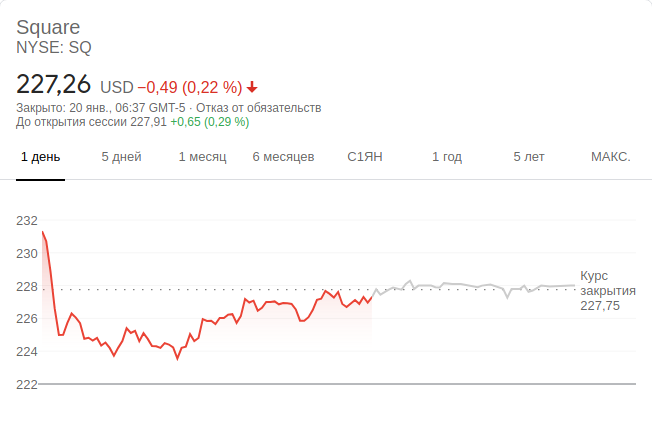 Square
NYSE: SQ
227,26 USD −0,49 (0,22 %)
Закрыто: 20 янв., 06:37 GMT-5 · Отказ от обязательств
До открытия сессии 227,91 +0,65 (0,29 %)
1 день 5 дней 1 месяц 6 месяцев С1ЯН 1 год 5 лет МАКС.
232
230
228
226
224
222
Курс
закрытия
227,75